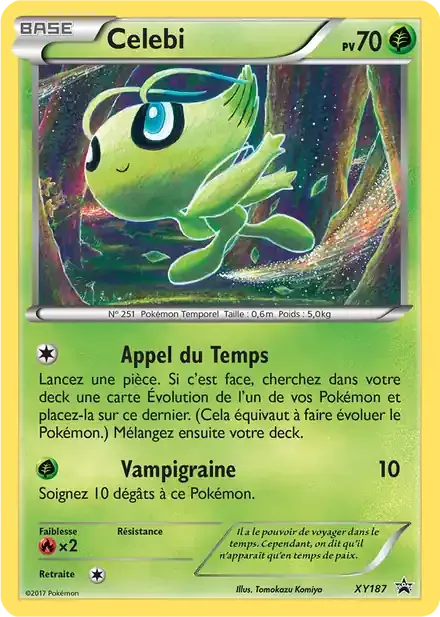 BASE
Celebi
PV70
N° 251 Pokémon Temporel Taille : 0,6m Poids : 5,0kg
Appel du Temps
Lancez une pièce. Si c'est face, cherchez dans votre
deck une carte Évolution de l'un de vos Pokémon et
placez-la sur ce dernier. (Cela équivaut à faire évoluer le
Pokémon.) Mélangez ensuite votre deck.
Vampigraine 10
Soignez 10 dégâts à ce Pokémon.
Faiblesse Résistance
×2
Il a le pouvoir de voyager dans le
temps. Cependant, on dit qu'il
n'apparaît qu'en temps de paix.
Retraite
©2017 Pokémon
Illus. Tomokazu Komiya
XY187